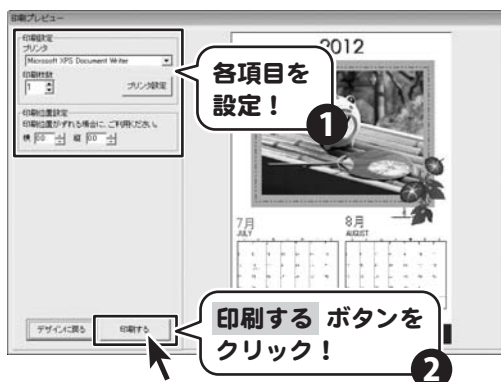 印刷プレビュー
印刷設定
プリンタ
Microsoft XPS Document Writer
印刷枚数
1
プリンタ設定
印刷位置設定
印刷位置がずれる場合に、ご利用ください。
横 00 縦 00
各項目を
設定!
1
2012
7月
JULY
8月
AUGUST
デザインに戻る
印刷する
印刷する ボタンを
クリック!
2